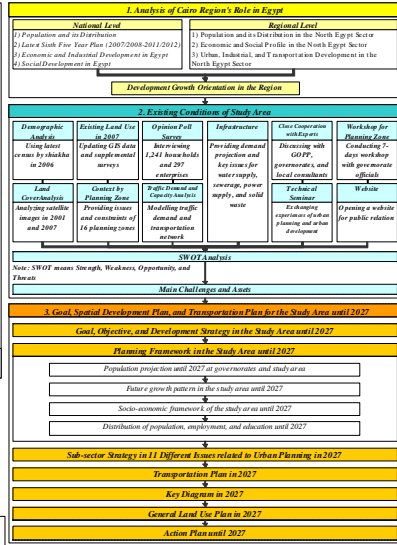 1. Analysis of Cairo Region's Role in Egypt
National Level
1) Population and its Distribution
2) Latest Sixth Five Year Plan (2007/2008-2011/2012)
3) Economic and Industrial Development in Egypt
4) Social Development in Egypt
Regional Level
1) Population and its Distribution in the North Egypt Sector
2) Economic and Social Profile in the North Egypt Sector
3) Urban, Industrial, and Transportation Development in the
North Egypt Sector
Development Growth Orientation in the Region
2. Existing Conditions of Study Area
Demographic
Analysis
Using latest
census by shiakha
in 2006
Existing Land Use
in 2007
Updating GIS data
and supplemental
surveys
Opinion Poll
Survey
Interviewing
1,241 households
and 297
enterprises
Infrastructure
Providing demand
projection and
key issues for
water supply,
sewerage, power
supply, and solid
waste
Close Cooperation
with Experts
Discussing with
GOPP,
governorates, and
local consultants
Workshop for
Planning Zone
Conducting 7-
days workshop
with governorate
officials
Land
CoverAnalysis
Analyzing satellite
images in 2001
and 2007
Context by
Planning Zone
Providing issues
and constraints of
16 planning zones
Traffic Demand and
Capacity Analysis
Modelling traffic
demand and
transportation
network
Technical
Seminar
Exchanging
experiences of urban
planning and urban
development
Website
Opening a website
for public relation
SWOT Analysis
Note: SWOT means Strength, Weakness, Opportunity, and
Threats
Main Challenges and Assets
3. Goal, Spatial Development Plan, and Transportation Plan for the Study Area until 2027
Goal, Objective, and Development Strategy in the Study Area until 2027
Planning Framework in the Study Area until 2027
Population projection until 2027 at governorates and study area
Future growth pattern in the study area until 2027
Socio-economic framework of the study area until 2027
Distribution of population, employment, and education until 2027
Sub-sector Strategy in 11 Different Issues related to Urban Planning in 2027
Transportation Plan in 2027
Key Diagram in 2027
General Land Use Plan in 2027
Action Plan until 2027